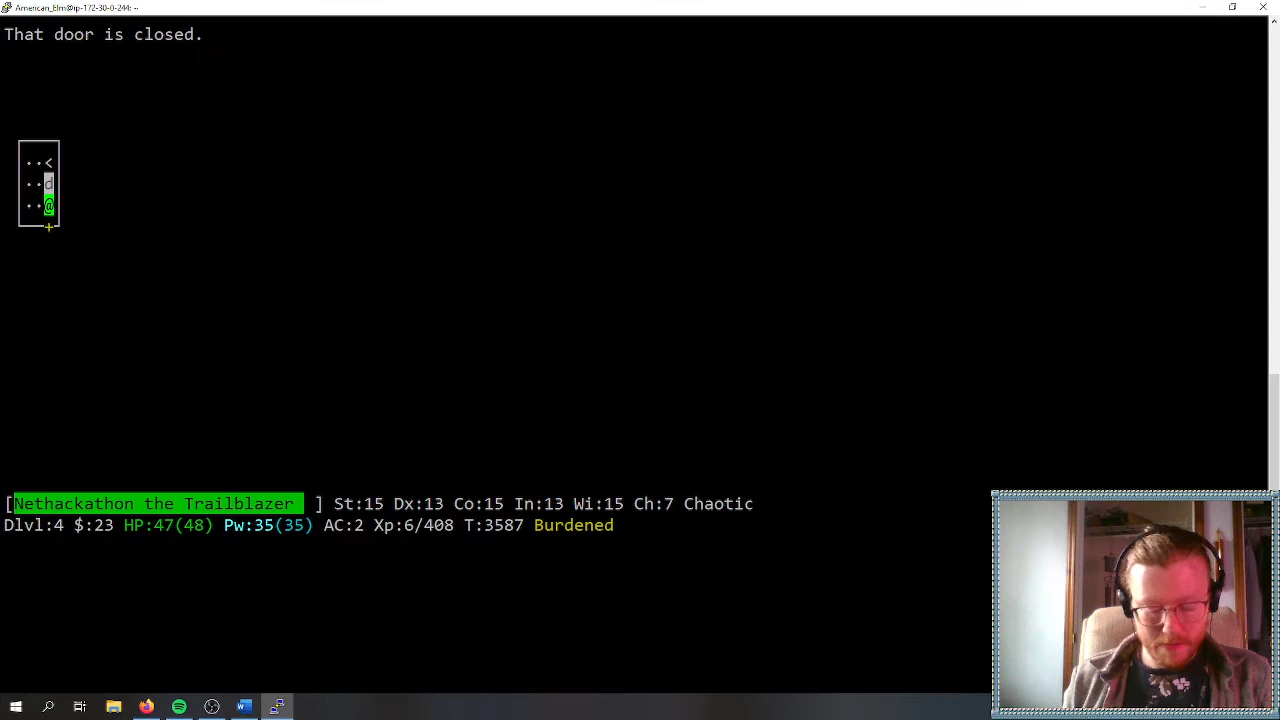 American_Elm@ip-172-30-0-244: ~
That door is closed.
··<
··d
··@
+
[Nethackathon the Trailblazer ] St:15 Dx:13 Co:15 In:13 Wi:15 Ch:7 Chaotic
Dlvl:4 $:23 HP:47(48) Pw:35(35) AC:2 Xp:6/408 T:3587 Burdened